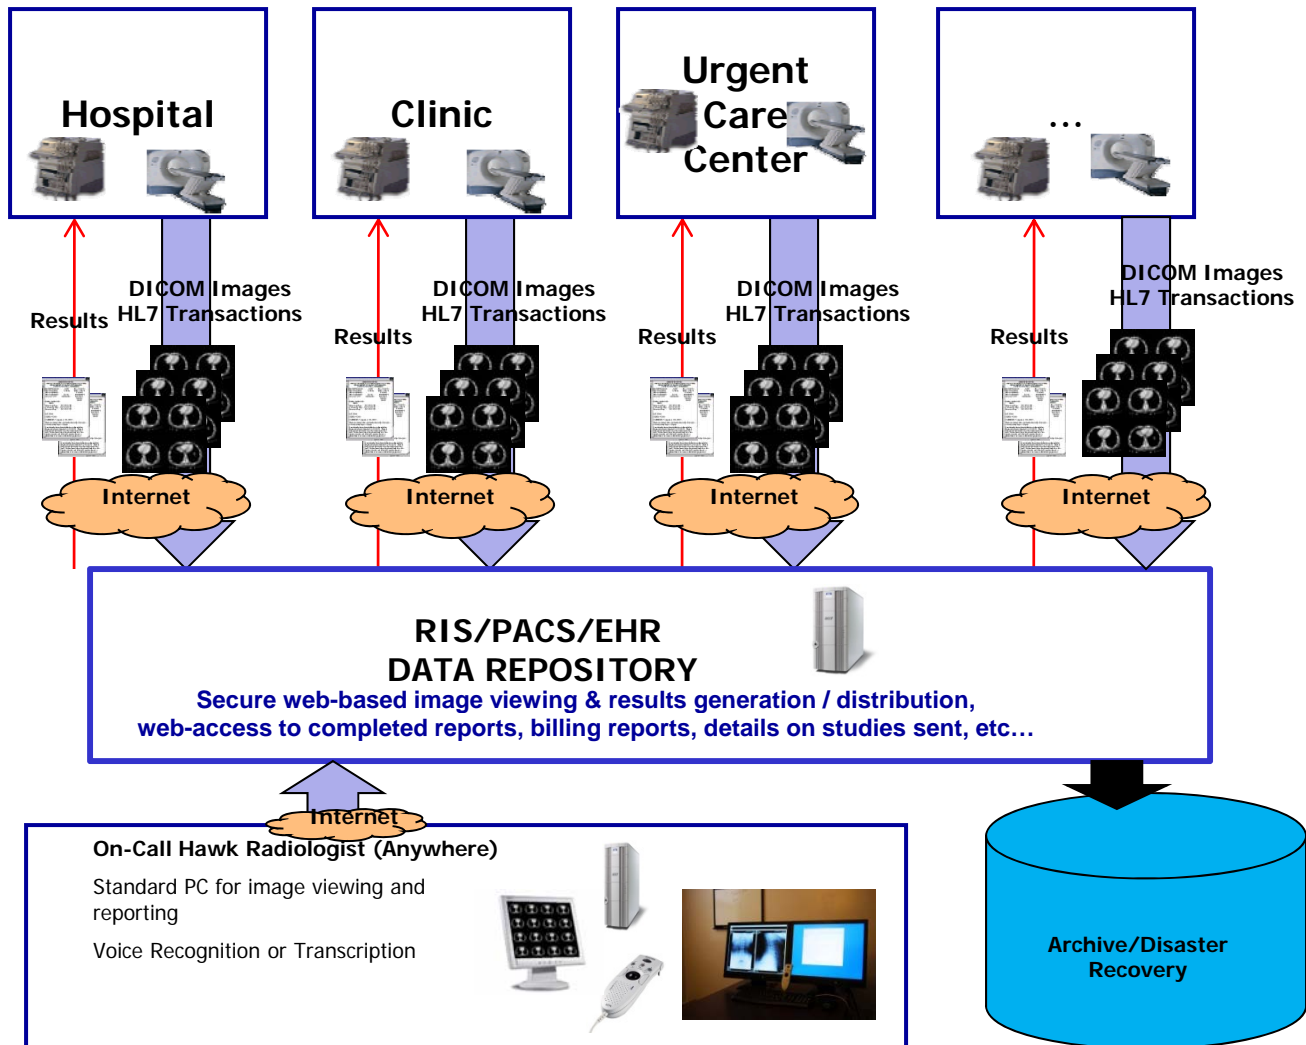 Hospital
Clinic
Urgent
Care
Center
...
DICOM Images
HL7 Transactions
Results
DICOM Images
HL7 Transactions
Results
DICOM Images
HL7 Transactions
Results
DICOM Images
HL7 Transactions
Results
Internet
Internet
Internet
Internet
RIS/PACS/EHR
DATA REPOSITORY
Secure web-based image viewing & results generation / distribution,
web-access to completed reports, billing reports, details on studies sent, etc...
Internet
On-Call Hawk Radiologist (Anywhere)
Standard PC for image viewing and
reporting
Voice Recognition or Transcription
Archive/Disaster
Recovery